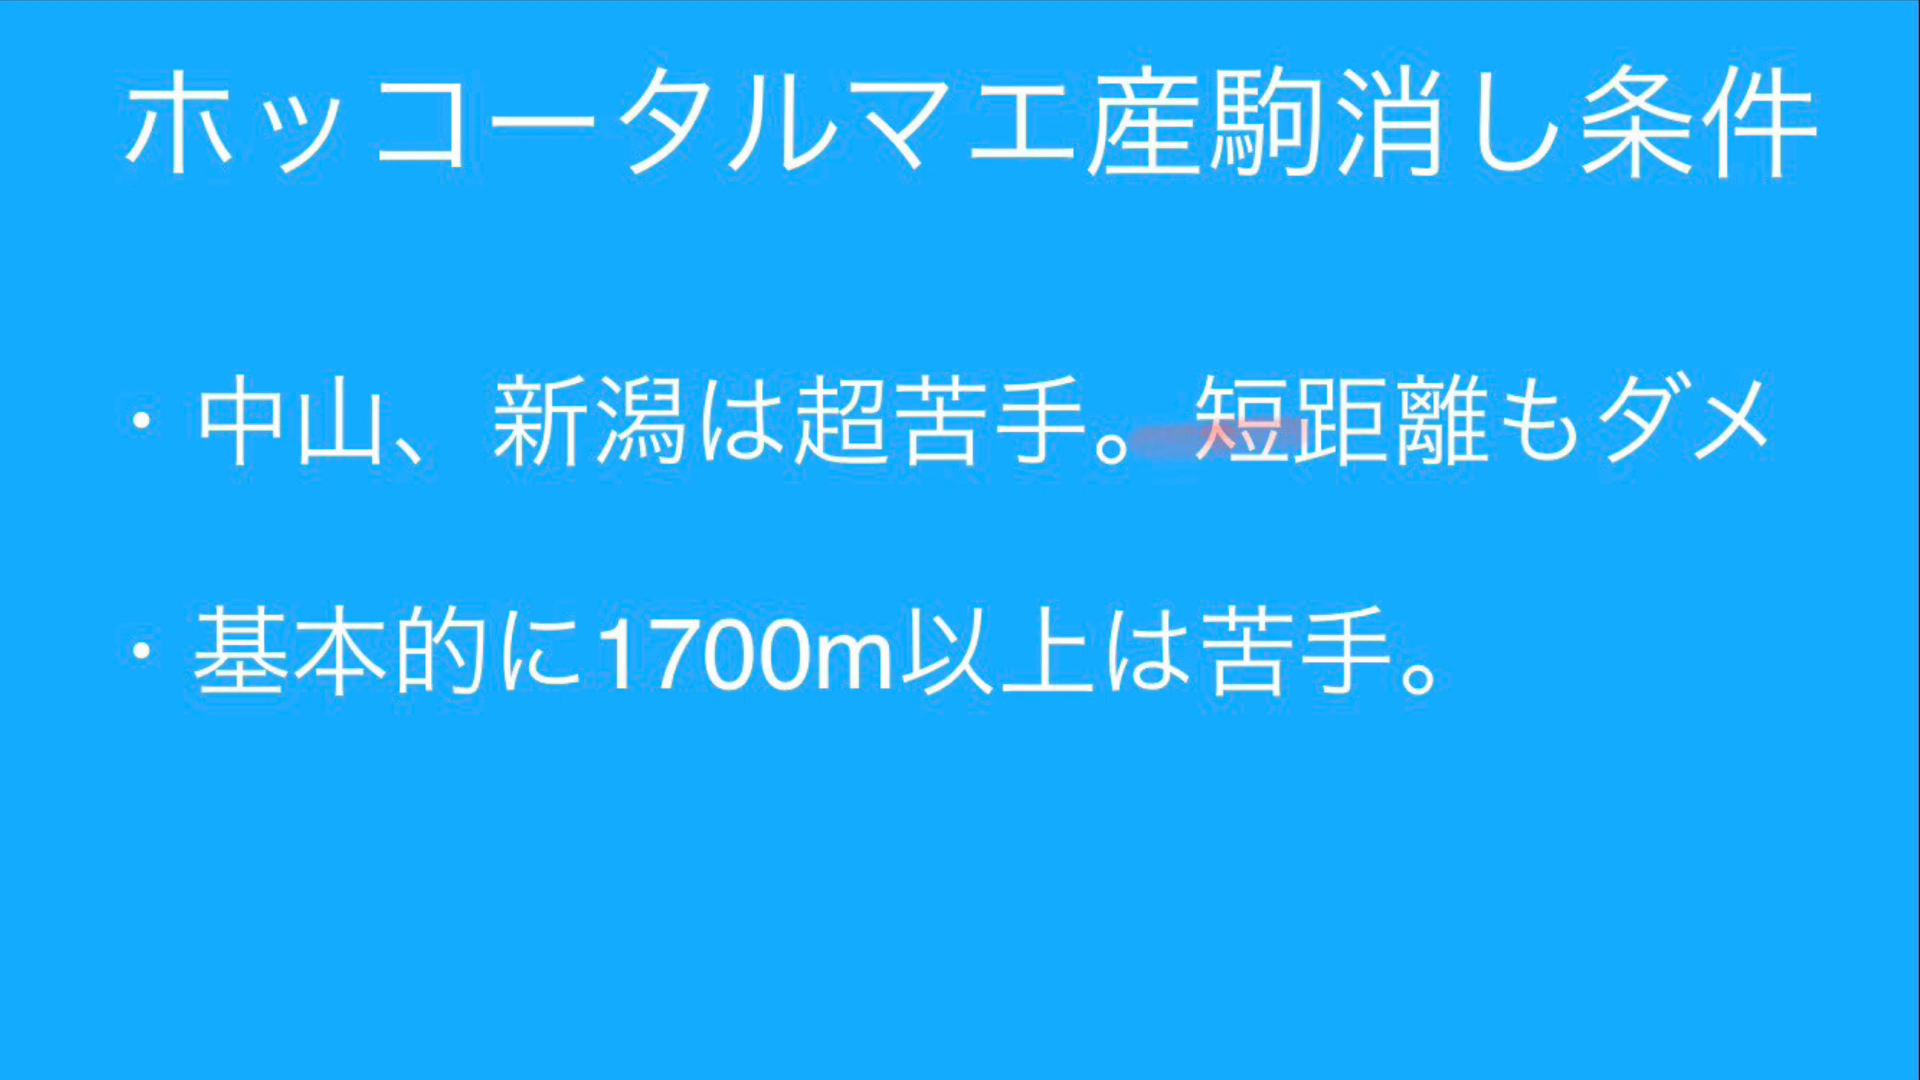 ホッコータルマエ産駒消し条件
・中山、新潟は超苦手。短距離もダメ
・基本的に1700m以上は苦手。